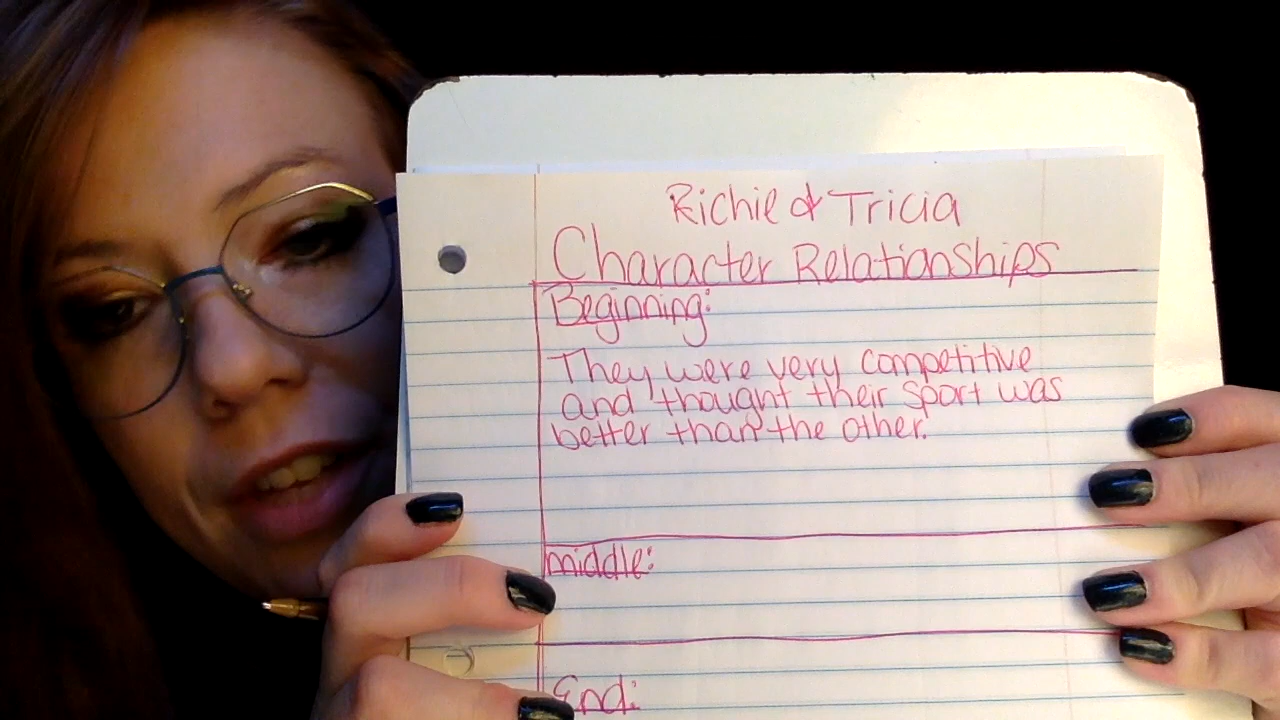 Richie & Tricia
Character Relationships
Beginning:
They were very competitive
and thought their sport was
better than the other.
middle:
End: